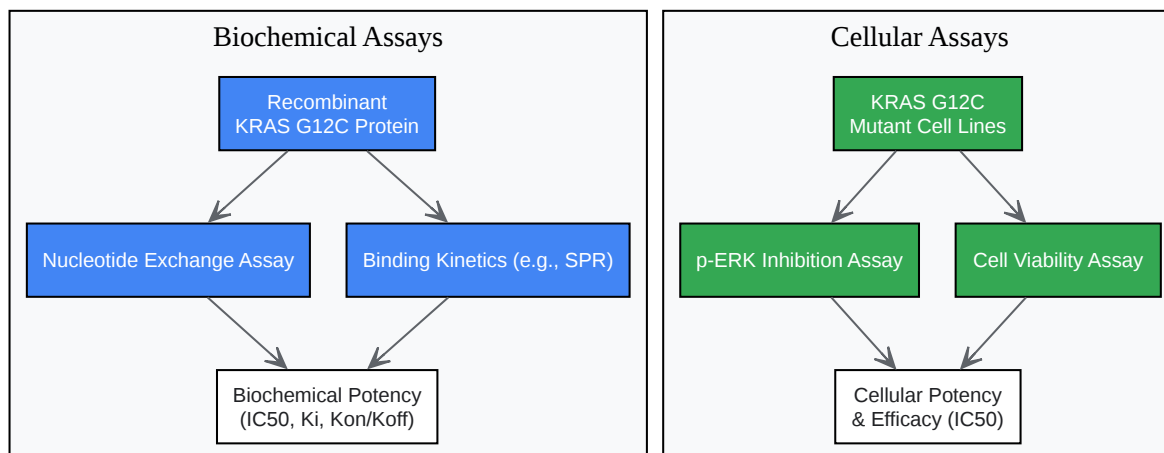 Biochemical Assays
Recombinant
KRAS G12C Protein
Nucleotide Exchange Assay
Binding Kinetics (e.g., SPR)
Biochemical Potency
(IC50, Ki, Kon/Koff)
Cellular Assays
KRAS G12C
Mutant Cell Lines
p-ERK Inhibition Assay
Cell Viability Assay
Cellular Potency
& Efficacy (IC50)